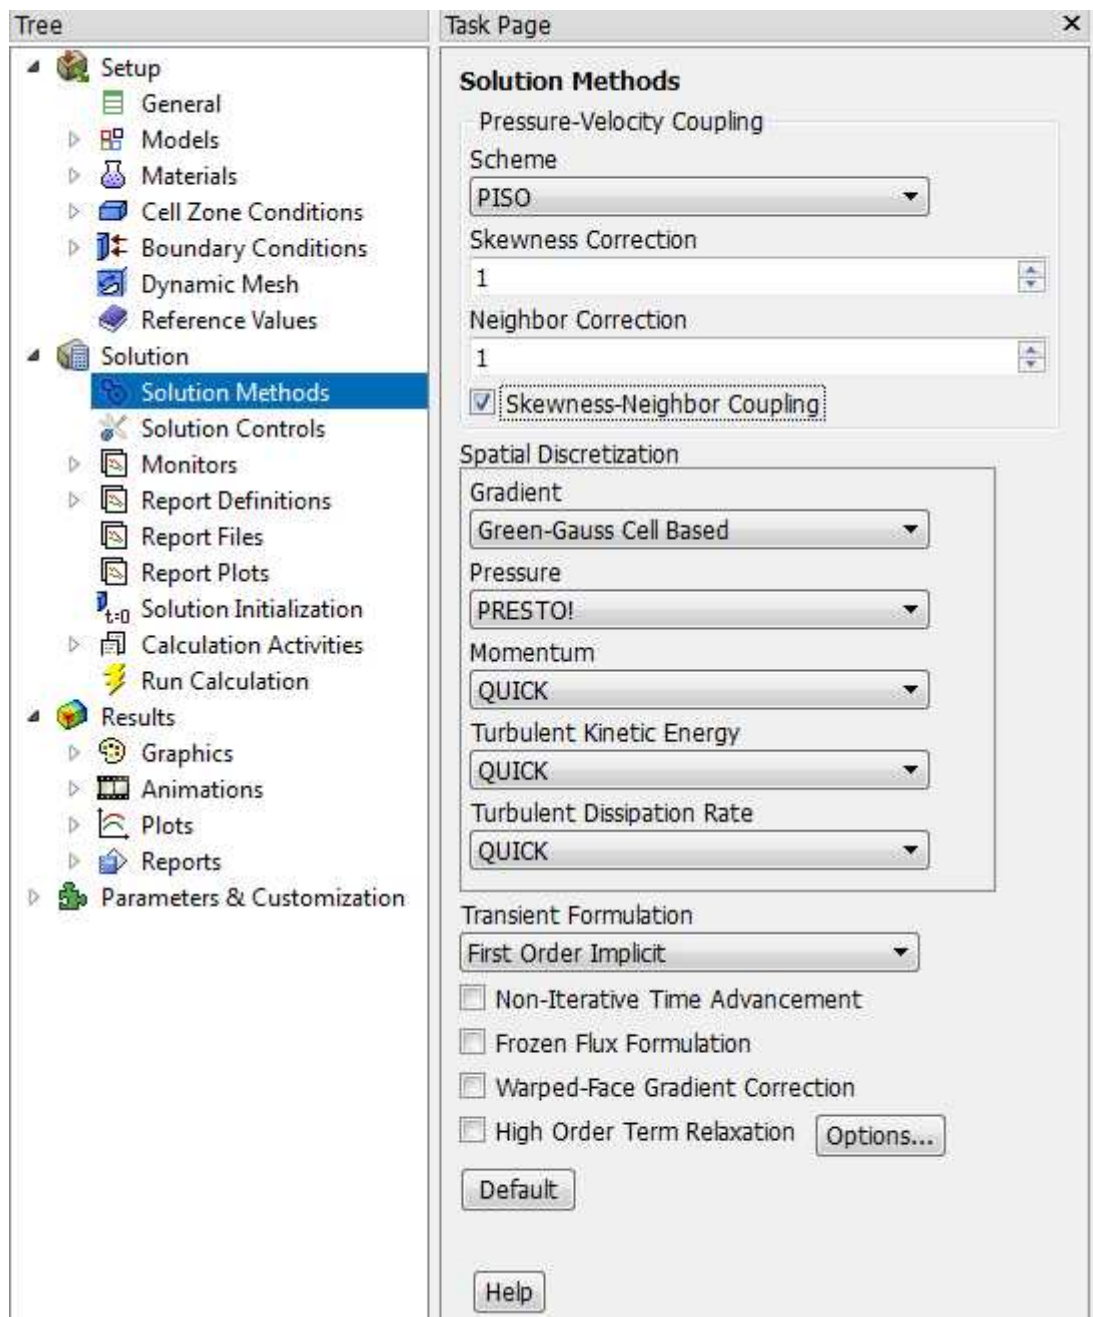 Tree
Setup
General
Models
Materials
Cell Zone Conditions
Boundary Conditions
Dynamic Mesh
Reference Values
Solution
Solution Methods
Solution Controls
Monitors
Report Definitions
Report Files
Report Plots
t=0 Solution Initialization
Calculation Activities
Run Calculation
Results
Graphics
Animations
Plots
Reports
Parameters & Customization
Task Page
Solution Methods
Pressure-Velocity Coupling
Scheme
PISO
Skewness Correction
1
Neighbor Correction
1
Skewness-Neighbor Coupling
Spatial Discretization
Gradient
Green-Gauss Cell Based
Pressure
PRESTO!
Momentum
QUICK
Turbulent Kinetic Energy
QUICK
Turbulent Dissipation Rate
QUICK
Transient Formulation
First Order Implicit
Non-Iterative Time Advancement
Frozen Flux Formulation
Warped-Face Gradient Correction
High Order Term Relaxation Options...
Default
Help